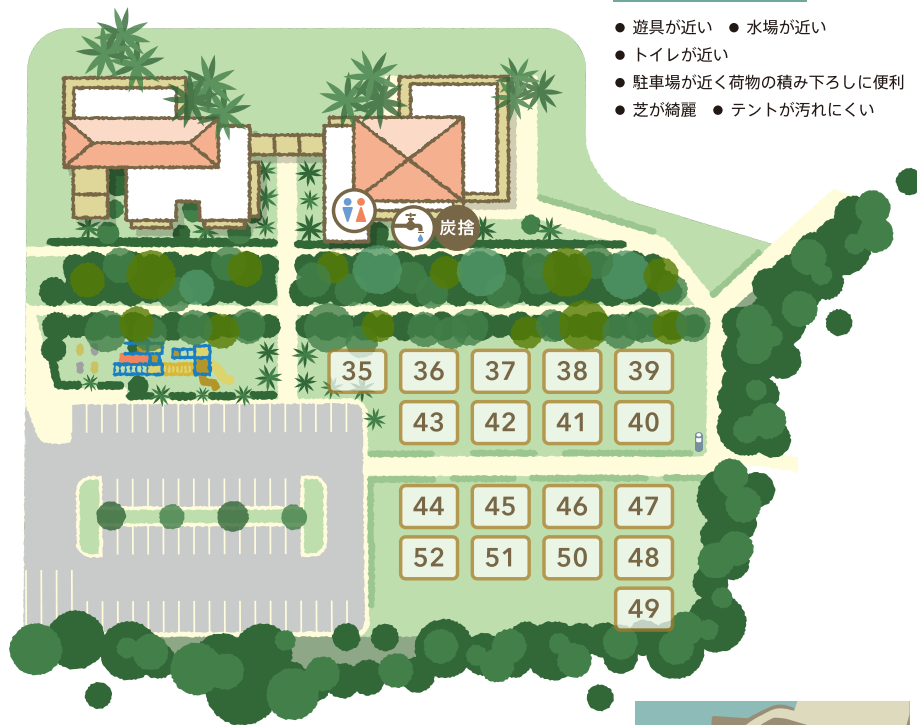 ● 遊具が近い ● 水場が近い
● トイレが近い
● 駐車場が近く荷物の積み下ろしに便利
● 芝が綺麗 ● テントが汚れにくい
炭捨
35 36 37 38 39
43 42 41 40
44 45 46 47
52 51 50 48
49